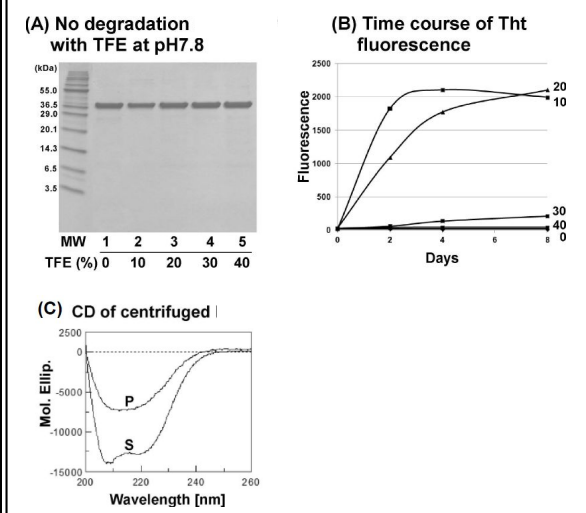 (A) No degradation
with TFE at pH7.8
(kDa)
55.0
36.5
29.0
20.1
14.3
6.5
3.5
MW 1 2 3 4 5
TFE (%) 0 10 20 30 40
(B) Time course of Tht
fluorescence
Fluorescence
2500
2000
1500
1000
500
0
0 2 4 6 8
Days
20
10
30
40
0
(C) CD of centrifuged
Mol. Ellip.
2500
0
-5000
-10000
-15000
P
S
200 220 240 260
Wavelength [nm]